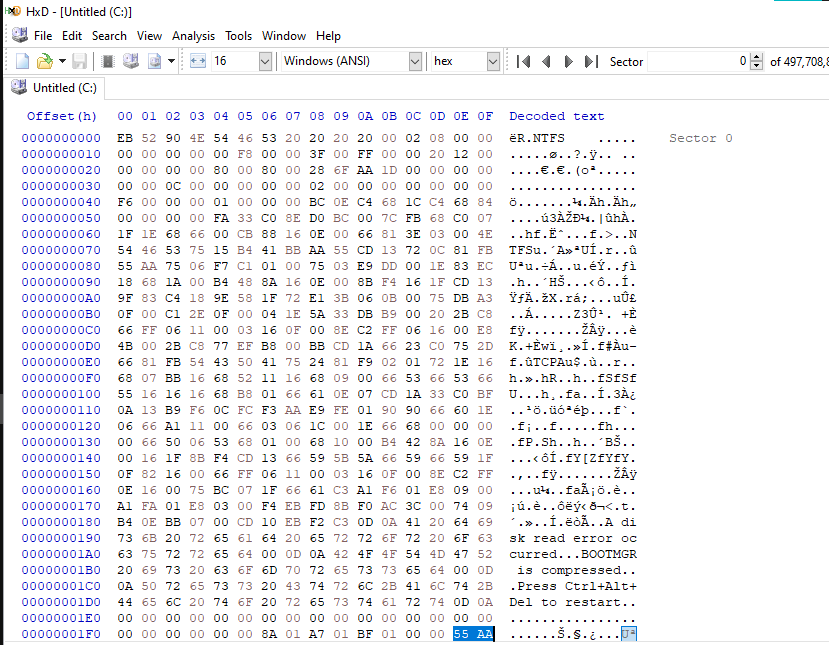 HxD - [Untitled (C:)]
File Edit Search View Analysis Tools Window Help
16 Windows (ANSI) hex Sector 0 of 497,708,8
Untitled (C:)
Offset(h) 00 01 02 03 04 05 06 07 08 09 0A 0B 0C 0D 0E 0F Decoded text
0000000000 EB 52 90 4E 54 46 53 20 20 20 20 00 02 08 00 00 ëR.NTFS ..... Sector 0
0000000010 00 00 00 00 00 F8 00 00 3F 00 FF 00 00 20 12 00 .....ø..?.ÿ.. ..
0000000020 00 00 00 00 80 00 80 00 28 6F AA 1D 00 00 00 00 ....€.€.(oª.....
0000000030 00 00 0C 00 00 00 00 00 02 00 00 00 00 00 00 00 ................
0000000040 F6 00 00 00 01 00 00 00 BC 0E C4 68 1C C4 68 84 ö.......¼.Äh.Äh„
0000000050 00 00 00 00 FA 33 C0 8E D0 BC 00 7C FB 68 C0 07 ....ú3ÀŽÐ¼.|ûhÀ.
0000000060 1F 1E 68 66 00 CB 88 16 0E 00 66 81 3E 03 00 4E ..hf.Ëˆ...f.>..N
0000000070 54 46 53 75 15 B4 41 BB AA 55 CD 13 72 0C 81 FB TFSu.´A»ªUÍ.r..û
0000000080 55 AA 75 06 F7 C1 01 00 75 03 E9 DD 00 1E 83 EC Uªu.÷Á..u.éÝ..ƒì
0000000090 18 68 1A 00 B4 48 8A 16 0E 00 8B F4 16 1F CD 13 .h..´HŠ...‹ô..Í.
00000000A0 9F 83 C4 18 9E 58 1F 72 E1 3B 06 0B 00 75 DB A3 ŸƒÄ.žX.rá;...uÛ£
00000000B0 0F 00 C1 2E 0F 00 04 1E 5A 33 DB B9 00 20 2B C8 ..Á.....Z3Û¹. +È
00000000C0 66 FF 06 11 00 03 16 0F 00 8E C2 FF 06 16 00 E8 fÿ.......ŽÂÿ...è
00000000D0 4B 00 2B C8 77 EF B8 00 BB CD 1A 66 23 C0 75 2D K.+Èwï¸.»Í.f#Àu-
00000000E0 66 81 FB 54 43 50 41 75 24 81 F9 02 01 72 1E 16 f.ûTCPAu$.ù..r..
00000000F0 68 07 BB 16 68 52 11 16 68 09 00 66 53 66 53 66 h.».hR..h..fSfSf
0000000100 55 16 16 16 68 B8 01 66 61 0E 07 CD 1A 33 C0 BF U...h¸.fa..Í.3À¿
0000000110 0A 13 B9 F6 0C FC F3 AA E9 FE 01 90 90 66 60 1E ..¹ö.üóªéþ...f`.
0000000120 06 66 A1 11 00 66 03 06 1C 00 1E 66 68 00 00 00 .f¡..f.....fh...
0000000130 00 66 50 06 53 68 01 00 68 10 00 B4 42 8A 16 0E .fP.Sh..h..´BŠ..
0000000140 00 16 1F 8B F4 CD 13 66 59 5B 5A 66 59 66 59 1F ...‹ôÍ.fY[ZfYfY.
0000000150 0F 82 16 00 66 FF 06 11 00 03 16 0F 00 8E C2 FF .‚..fÿ.......ŽÂÿ
0000000160 0E 16 00 75 BC 07 1F 66 61 C3 A1 F6 01 E8 09 00 ...u¼..faÃ¡ö.è..
0000000170 A1 FA 01 E8 03 00 F4 EB FD 8B F0 AC 3C 00 74 09 ¡ú.è..ôëý‹ð¬<.t.
0000000180 B4 0E BB 07 00 CD 10 EB F2 C3 0D 0A 41 20 64 69 ´.»..Í.ëòÃ..A di
0000000190 73 6B 20 72 65 61 64 20 65 72 72 6F 72 20 6F 63 sk read error oc
00000001A0 63 75 72 72 65 64 00 0D 0A 42 4F 4F 54 4D 47 52 curred...BOOTMGR
00000001B0 20 69 73 20 63 6F 6D 70 72 65 73 73 65 64 00 0D is compressed..
00000001C0 0A 50 72 65 73 73 20 43 74 72 6C 2B 41 6C 74 2B .Press Ctrl+Alt+
00000001D0 44 65 6C 20 74 6F 20 72 65 73 74 61 72 74 0D 0A Del to restart..
00000001E0 00 00 00 00 00 00 00 00 00 00 00 00 00 00 00 00 ................
00000001F0 00 00 00 00 00 00 8A 01 A7 01 BF 01 00 00 55 AA ......Š.§.¿...Uª